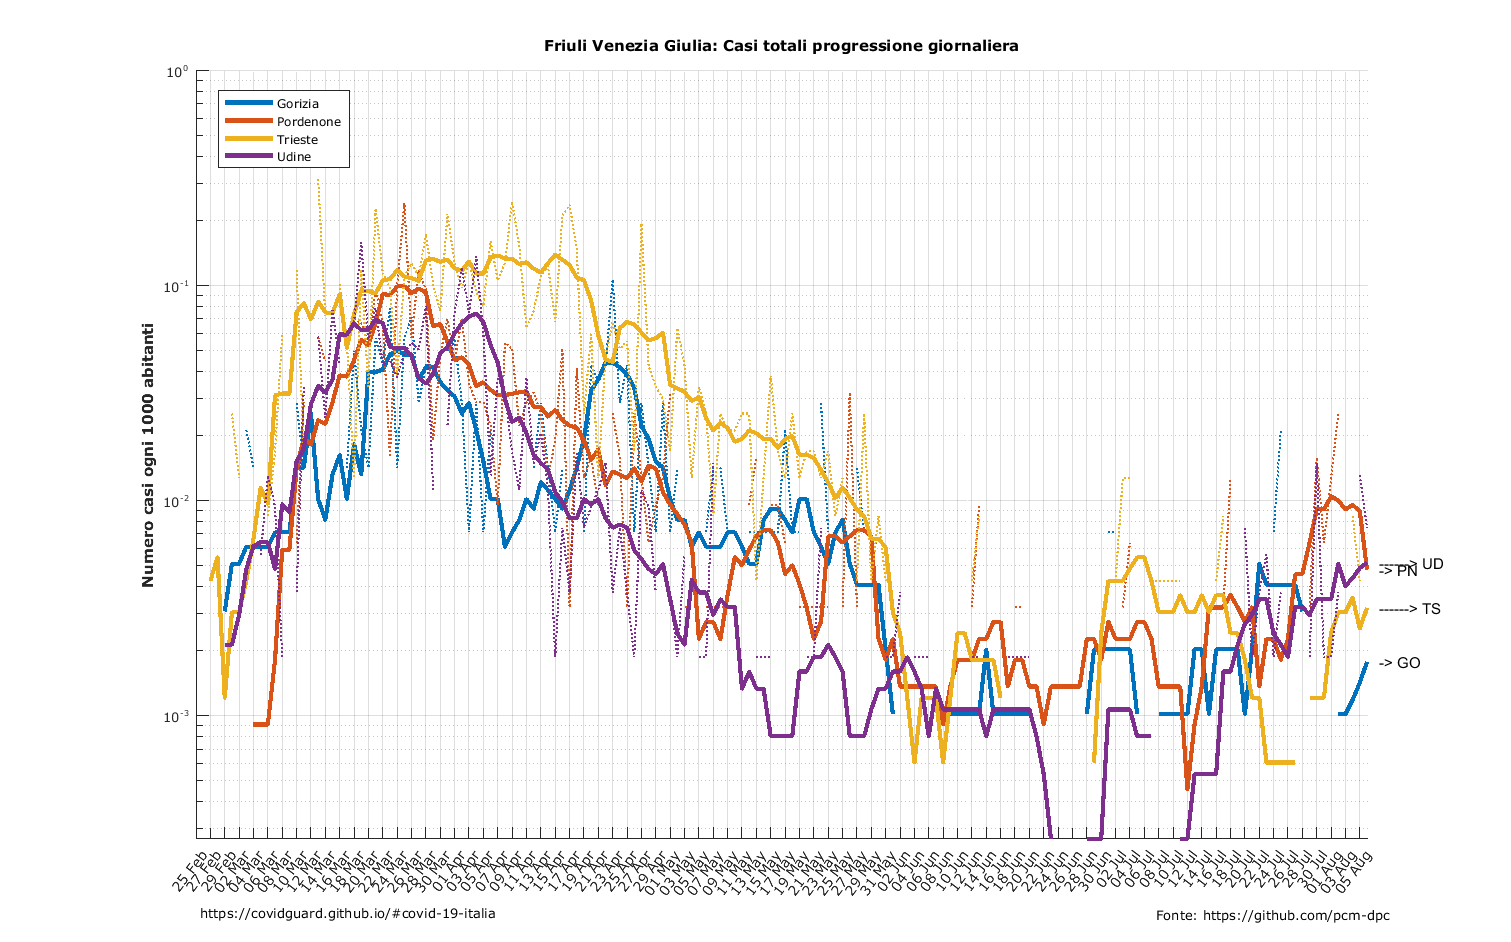 Friuli Venezia Giulia: Casi totali progressione giornaliera
10⁰
Gorizia
Pordenone
Trieste
Udine
10⁻¹
10⁻²
10⁻³
Numero casi ogni 1000 abitanti
------> UD
-> PN
------> TS
-> GO
25 Feb
27 Feb
29 Feb
02 Mar
04 Mar
06 Mar
08 Mar
10 Mar
12 Mar
14 Mar
16 Mar
18 Mar
20 Mar
22 Mar
24 Mar
26 Mar
28 Mar
30 Mar
01 Apr
03 Apr
05 Apr
07 Apr
09 Apr
11 Apr
13 Apr
15 Apr
17 Apr
19 Apr
21 Apr
23 Apr
25 Apr
27 Apr
29 Apr
01 May
03 May
05 May
07 May
09 May
11 May
13 May
15 May
17 May
19 May
21 May
23 May
25 May
27 May
29 May
31 May
02 Jun
04 Jun
06 Jun
08 Jun
10 Jun
12 Jun
14 Jun
16 Jun
18 Jun
20 Jun
22 Jun
24 Jun
26 Jun
28 Jun
30 Jun
02 Jul
04 Jul
06 Jul
08 Jul
10 Jul
12 Jul
14 Jul
16 Jul
18 Jul
20 Jul
22 Jul
24 Jul
26 Jul
28 Jul
30 Jul
01 Aug
03 Aug
05 Aug
https://covidguard.github.io/#covid-19-italia
Fonte: https://github.com/pcm-dpc